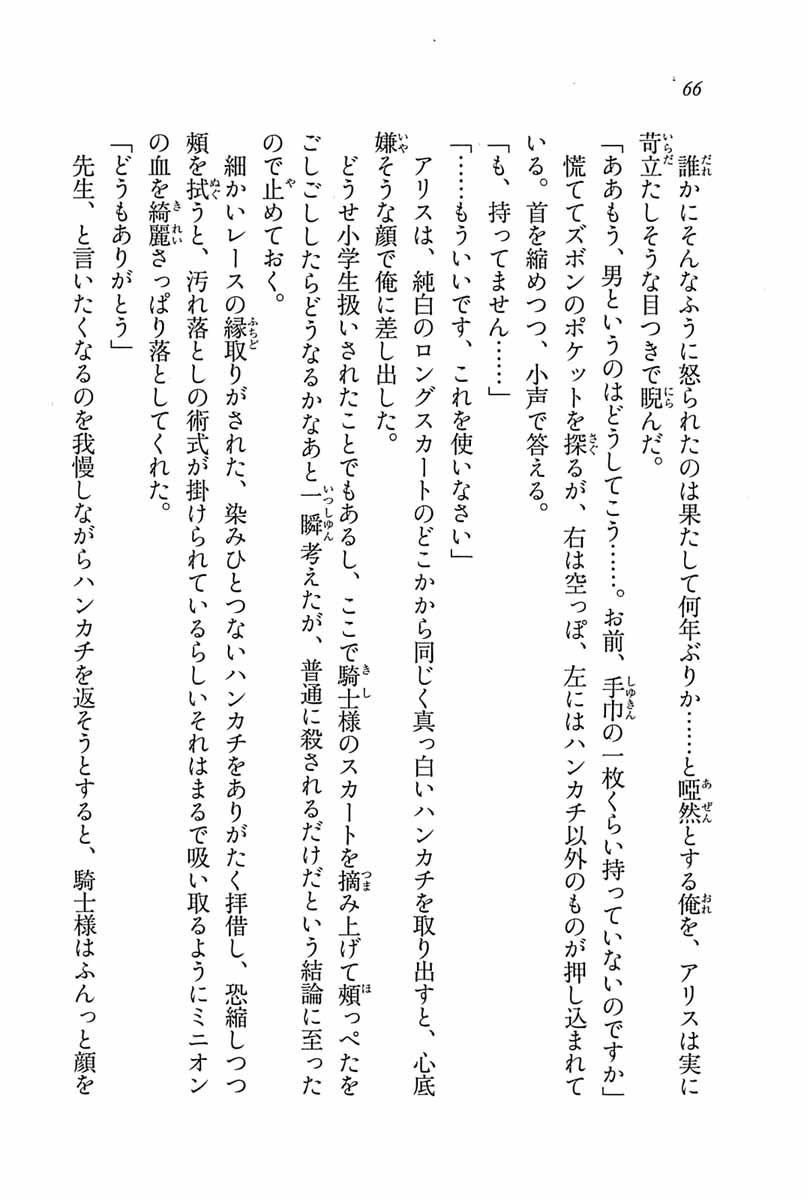 66
誰かにそんなふうに怒られたのは果たして何年ぶりか……と啞然とする俺を、アリスは実に
苛立たしそうな目つきで睨んだ。
「ああもう、男というのはどうしてこう……。お前、手巾の一枚くらい持っていないのですか」
慌ててズボンのポケットを探るが、右は空っぽ、左にはハンカチ以外のものが押し込まれて
いる。首を縮めつつ、小声で答える。
「も、持ってません……」
「……もういいです、これを使いなさい」
アリスは、純白のロングスカートのどこかから同じく真っ白いハンカチを取り出すと、心底
嫌そうな顔で俺に差し出した。
どうせ小学生扱いされたことでもあるし、ここで騎士様のスカートを摘み上げて頰っぺたを
ごしごししたらどうなるかなあと一瞬考えたが、普通に殺されるだけだという結論に至った
ので止めておく。
細かいレースの縁取りがされた、染みひとつないハンカチをありがたく拝借し、恐縮しつつ
頰を拭うと、汚れ落としの術式が掛けられているらしいそれはまるで吸い取るようにミニオン
の血を綺麗さっぱり落としてくれた。
「どうもありがとう」
先生、と言いたくなるのを我慢しながらハンカチを返そうとすると、騎士様はふんっと顔を